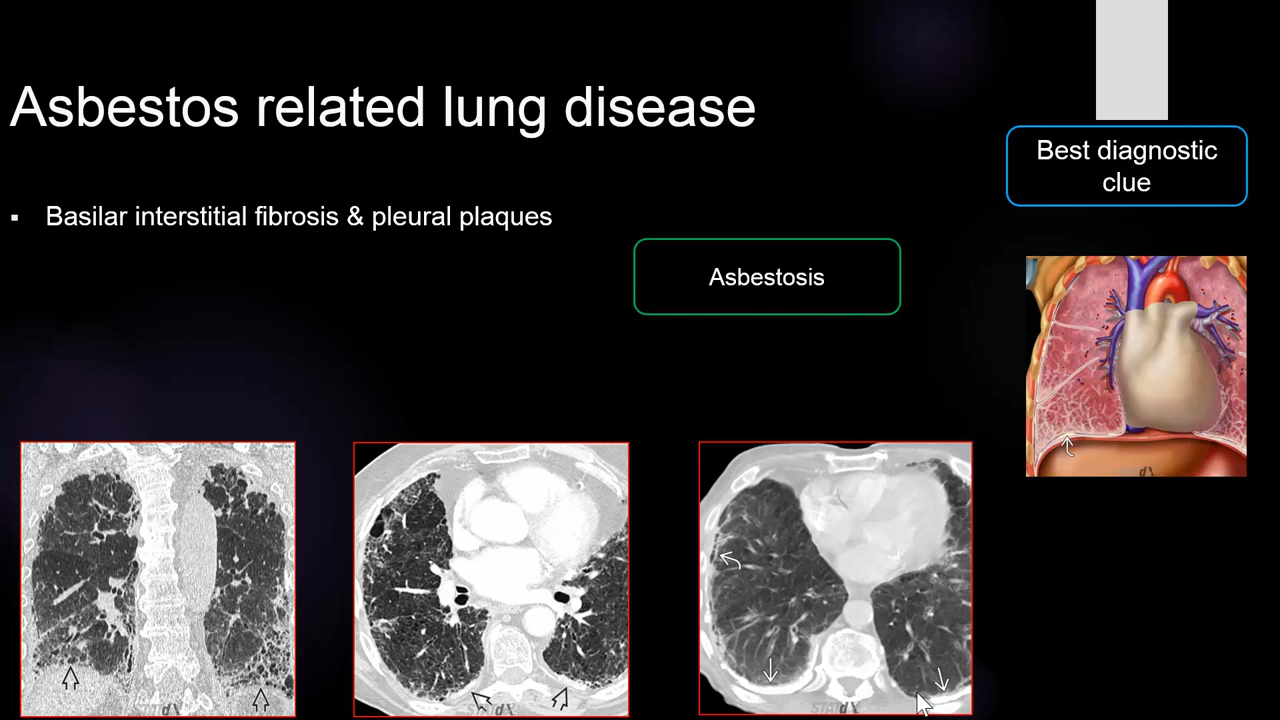 Asbestos related lung disease
Best diagnostic
clue
Basilar interstitial fibrosis & pleural plaques
Asbestosis